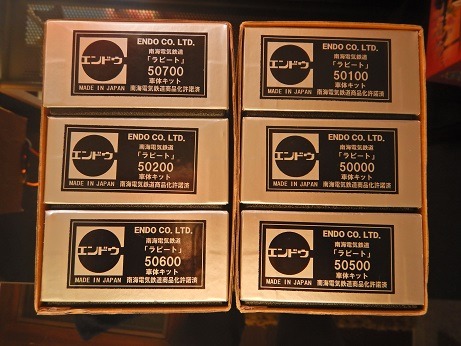 ENDO CO. LTD.
南海電気鉄道
「ラピート」
50700
車体キット
南海電気鉄道商品化許諾済
エンドウ
MADE IN JAPAN
ENDO CO. LTD.
南海電気鉄道
「ラピート」
50100
車体キット
南海電気鉄道商品化許諾済
エンドウ
MADE IN JAPAN
ENDO CO. LTD.
南海電気鉄道
「ラピート」
50200
車体キット
南海電気鉄道商品化許諾済
エンドウ
MADE IN JAPAN
ENDO CO. LTD.
南海電気鉄道
「ラピート」
50000
車体キット
南海電気鉄道商品化許諾済
エンドウ
MADE IN JAPAN
ENDO CO. LTD.
南海電気鉄道
「ラピート」
50600
車体キット
南海電気鉄道商品化許諾済
エンドウ
MADE IN JAPAN
ENDO CO. LTD.
南海電気鉄道
「ラピート」
50500
車体キット
南海電気鉄道商品化許諾済
エンドウ
MADE IN JAPAN